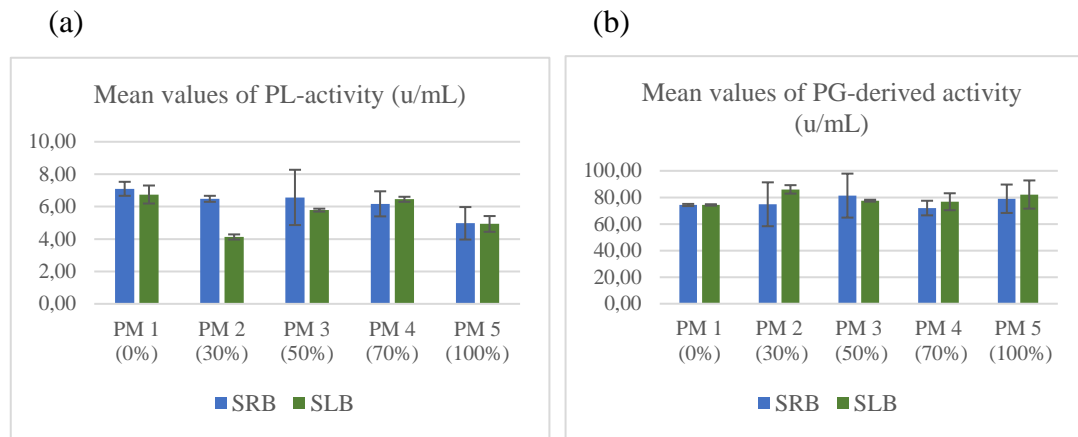 (a)
Mean values of PL-activity (u/mL)
10,00
8,00
6,00
4,00
2,00
0,00
PM 1 PM 2 PM 3 PM 4 PM 5
(0%) (30%) (50%) (70%) (100%)
SRB SLB
(b)
Mean values of PG-derived activity
(u/mL)
100,00
80,00
60,00
40,00
20,00
0,00
PM 1 PM 2 PM 3 PM 4 PM 5
(0%) (30%) (50%) (70%) (100%)
SRB SLB